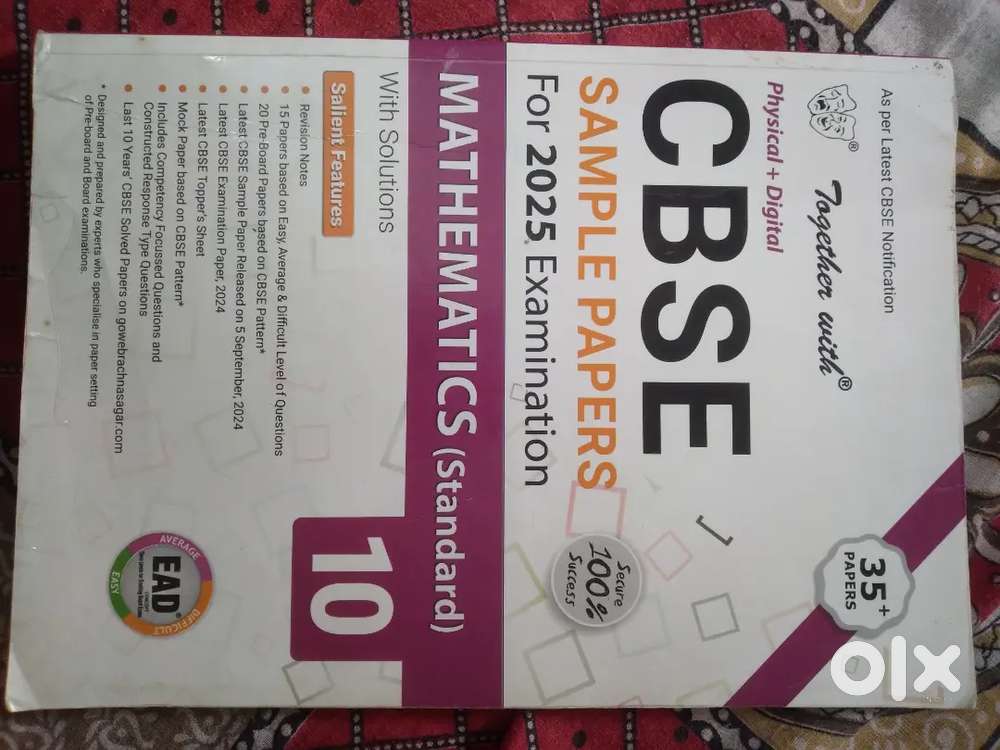 As per Latest CBSE Notification
Together with®
®
Physical + Digital
35+
PAPERS
CBSE
SAMPLE PAPERS
For 2025 Examination
Secure
100%
Success
MATHEMATICS (Standard)
10
With Solutions
Salient Features
• Revision Notes
• 15 Papers based on Easy, Average & Difficult Level of Questions
• 20 Pre-Board Papers based on CBSE Pattern*
• Latest CBSE Sample Paper Released on 5 September, 2024
• Latest CBSE Examination Paper, 2024
• Latest CBSE Topper's Sheet
• Mock Paper based on CBSE Pattern*
• Includes Competency Focussed Questions and
Constructed Response Type Questions
• Last 10 Years' CBSE Solved Papers on gowebrachnasagar.com
* Designed and prepared by experts who specialise in paper setting
of Pre-board and Board examinations.
AVERAGE
EASY
DIFFICULT
EAD®
CONCEPT
olx